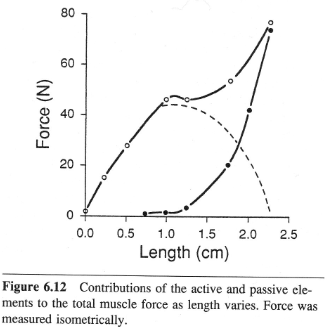 80
60
40
20
0
Force (N)
0.0 0.5 1.0 1.5 2.0 2.5
Length (cm)
Figure 6.12 Contributions of the active and passive ele-
ments to the total muscle force as length varies. Force was
measured isometrically.